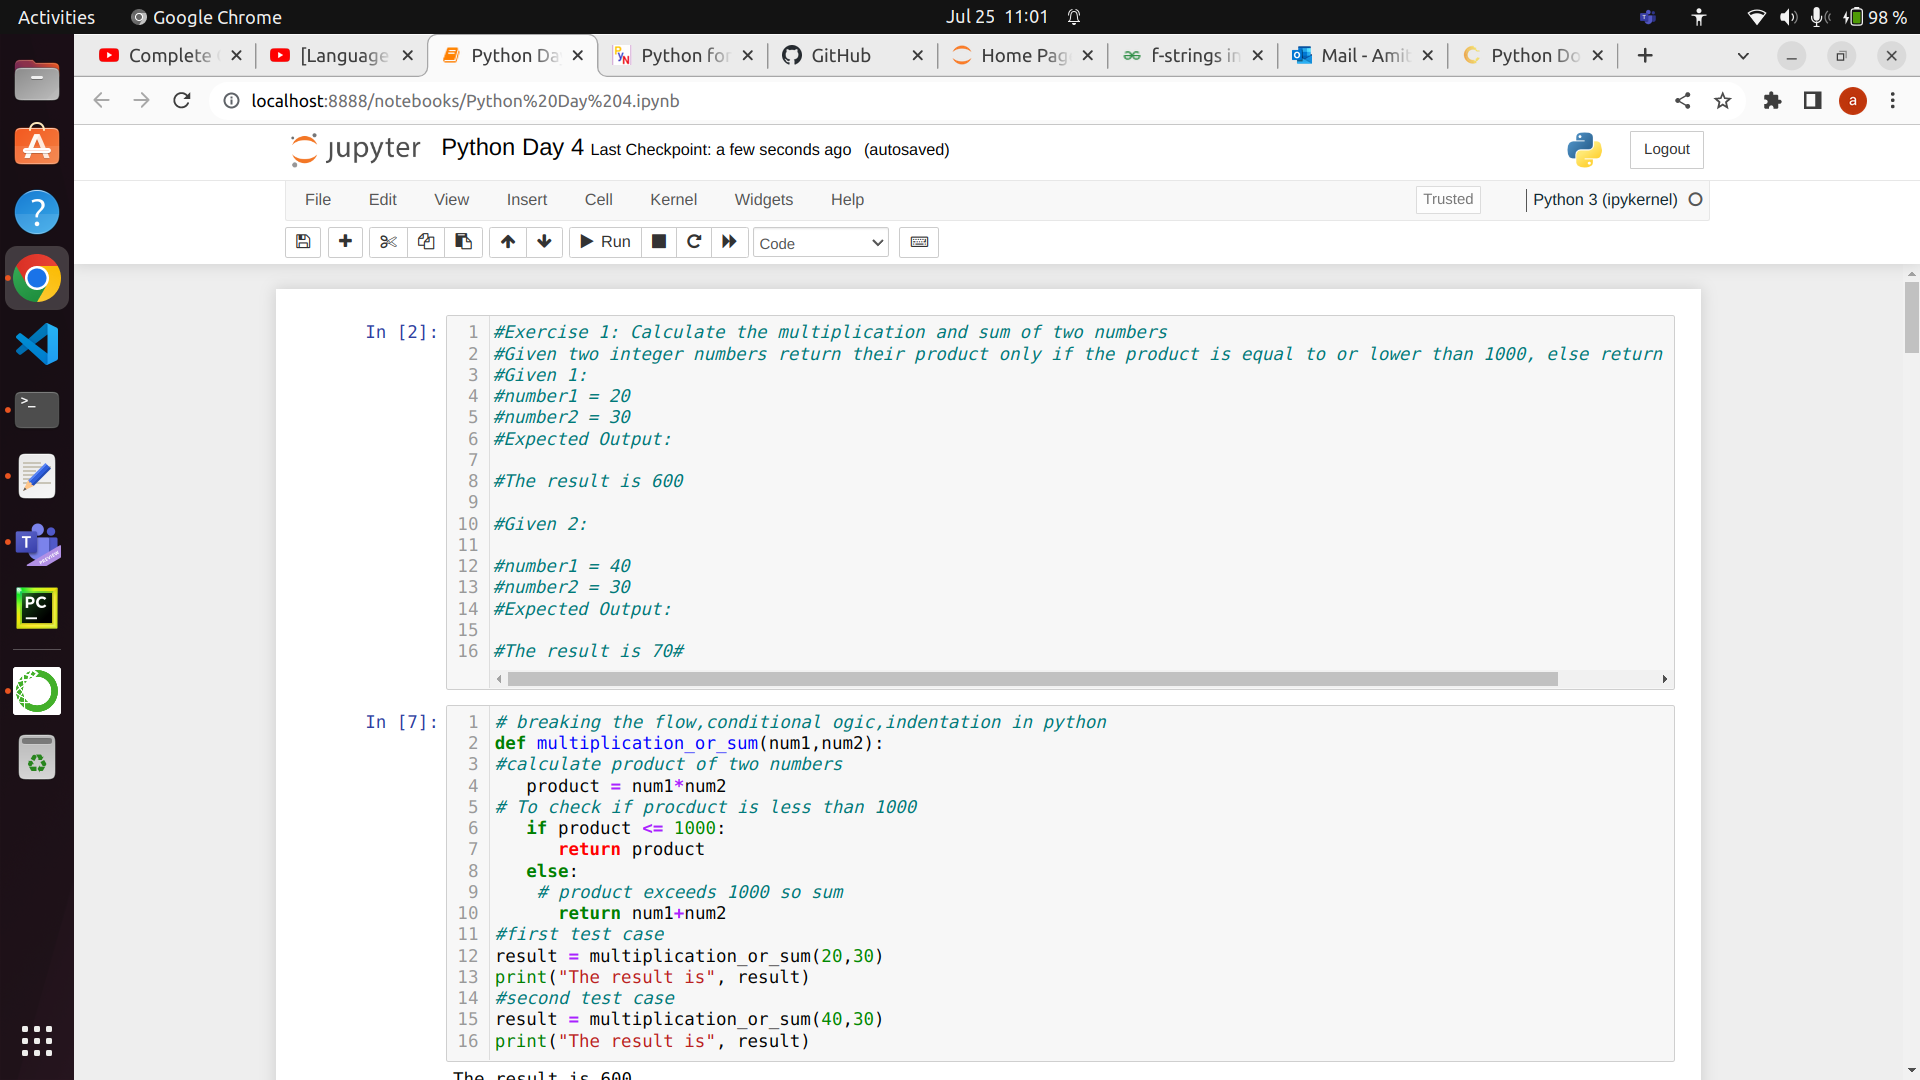 Activities Google Chrome Jul 25 11:01 98 %
Complete [Language Python Da Python for GitHub Home Pag f-strings in Mail - Amit Python Do
localhost:8888/notebooks/Python%20Day%204.ipynb a
jupyter Python Day 4 Last Checkpoint: a few seconds ago (autosaved) Logout
File Edit View Insert Cell Kernel Widgets Help Trusted Python 3 (ipykernel)
Run Code
In [2]:
1 #Exercise 1: Calculate the multiplication and sum of two numbers
2 #Given two integer numbers return their product only if the product is equal to or lower than 1000, else return
3 #Given 1:
4 #number1 = 20
5 #number2 = 30
6 #Expected Output:
7
8 #The result is 600
9
10 #Given 2:
11
12 #number1 = 40
13 #number2 = 30
14 #Expected Output:
15
16 #The result is 70#
In [7]:
1 # breaking the flow,conditional ogic,indentation in python
2 def multiplication_or_sum(num1,num2):
3 #calculate product of two numbers
4 product = num1*num2
5 # To check if procduct is less than 1000
6 if product <= 1000:
7 return product
8 else:
9 # product exceeds 1000 so sum
10 return num1+num2
11 #first test case
12 result = multiplication_or_sum(20,30)
13 print("The result is", result)
14 #second test case
15 result = multiplication_or_sum(40,30)
16 print("The result is", result)
The result is 600